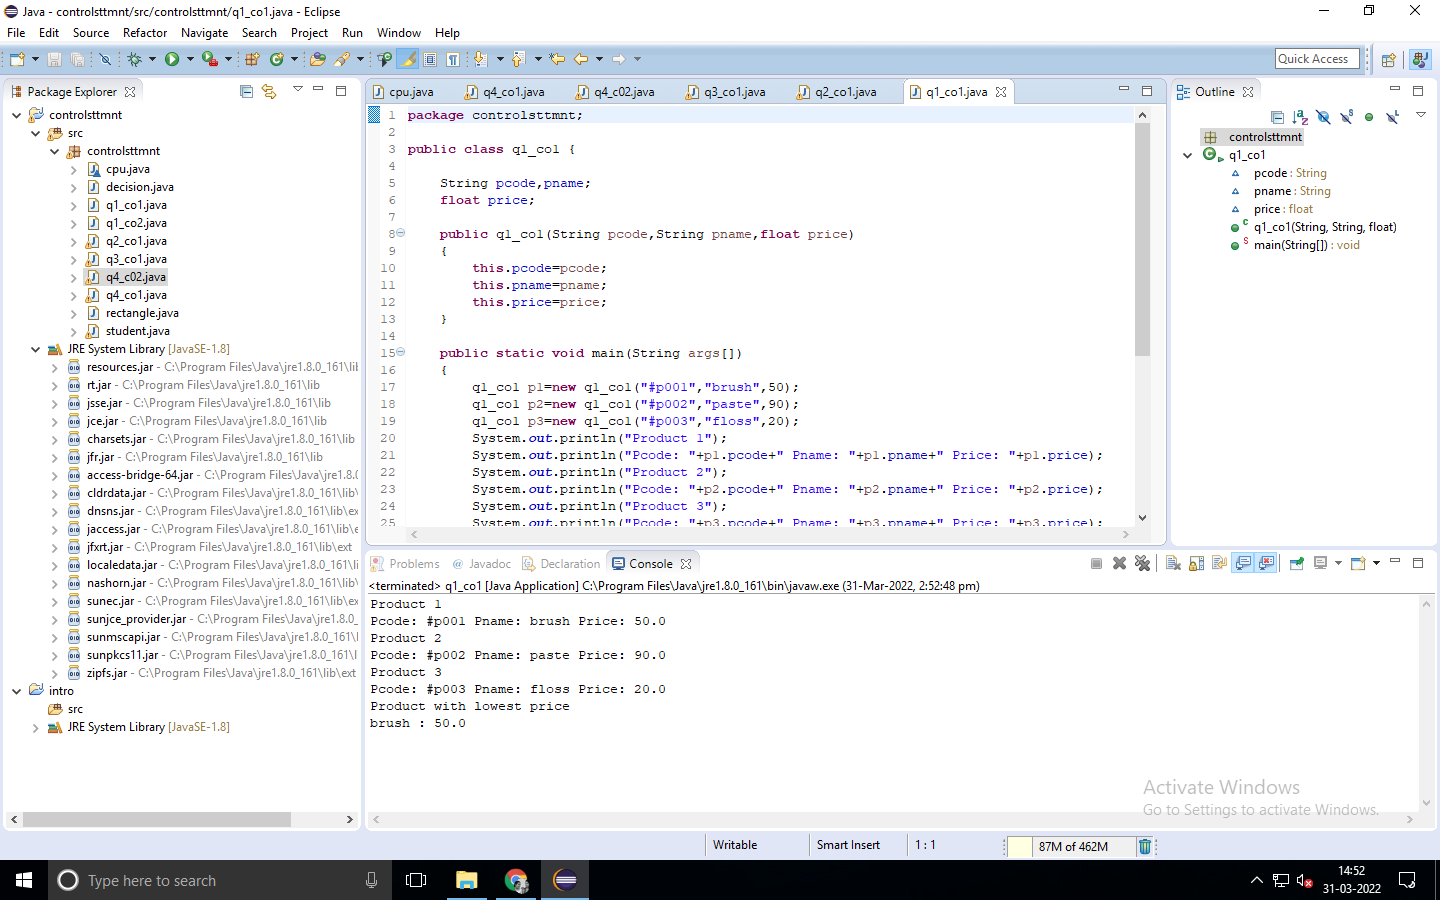 Java - controlsttmnt/src/controlsttmnt/q1_co1.java - Eclipse
File Edit Source Refactor Navigate Search Project Run Window Help
Quick Access
Package Explorer
controlsttmnt
src
controlsttmnt
cpu.java
decision.java
q1_co1.java
q1_co2.java
q2_co1.java
q3_co1.java
q4_c02.java
q4_co1.java
rectangle.java
student.java
JRE System Library [JavaSE-1.8]
resources.jar - C:\Program Files\Java\jre1.8.0_161\lib
rt.jar - C:\Program Files\Java\jre1.8.0_161\lib
jsse.jar - C:\Program Files\Java\jre1.8.0_161\lib
jce.jar - C:\Program Files\Java\jre1.8.0_161\lib
charsets.jar - C:\Program Files\Java\jre1.8.0_161\lib
jfr.jar - C:\Program Files\Java\jre1.8.0_161\lib
access-bridge-64.jar - C:\Program Files\Java\jre1.8.(
cldrdata.jar - C:\Program Files\Java\jre1.8.0_161\lib\
dnsns.jar - C:\Program Files\Java\jre1.8.0_161\lib\ex
jaccess.jar - C:\Program Files\Java\jre1.8.0_161\lib\e
jfxrt.jar - C:\Program Files\Java\jre1.8.0_161\lib\ext
localedata.jar - C:\Program Files\Java\jre1.8.0_161\li
nashorn.jar - C:\Program Files\Java\jre1.8.0_161\lib\
sunec.jar - C:\Program Files\Java\jre1.8.0_161\lib\ex
sunjce_provider.jar - C:\Program Files\Java\jre1.8.0_
sunmscapi.jar - C:\Program Files\Java\jre1.8.0_161\l
sunpkcs11.jar - C:\Program Files\Java\jre1.8.0_161\l
zipfs.jar - C:\Program Files\Java\jre1.8.0_161\lib\ext
intro
src
JRE System Library [JavaSE-1.8]
cpu.java q4_co1.java q4_c02.java q3_co1.java q2_co1.java q1_co1.java
1 package controlsttmnt;
2
3 public class q1_co1 {
4
5 String pcode,pname;
6 float price;
7
8 public q1_co1(String pcode,String pname,float price)
9 {
10 this.pcode=pcode;
11 this.pname=pname;
12 this.price=price;
13 }
14
15 public static void main(String args[])
16 {
17 q1_co1 p1=new q1_co1("#p001","brush",50);
18 q1_co1 p2=new q1_co1("#p002","paste",90);
19 q1_co1 p3=new q1_co1("#p003","floss",20);
20 System.out.println("Product 1");
21 System.out.println("Pcode: "+p1.pcode+" Pname: "+p1.pname+" Price: "+p1.price);
22 System.out.println("Product 2");
23 System.out.println("Pcode: "+p2.pcode+" Pname: "+p2.pname+" Price: "+p2.price);
24 System.out.println("Product 3");
25 System.out.println("Pcode: "+p3.pcode+" Pname: "+p3.pname+" Price: "+p3.price);
Outline
controlsttmnt
q1_co1
pcode : String
pname : String
price : float
q1_co1(String, String, float)
main(String[]) : void
Problems @ Javadoc Declaration Console
<terminated> q1_co1 [Java Application] C:\Program Files\Java\jre1.8.0_161\bin\javaw.exe (31-Mar-2022, 2:52:48 pm)
Product 1
Pcode: #p001 Pname: brush Price: 50.0
Product 2
Pcode: #p002 Pname: paste Price: 90.0
Product 3
Pcode: #p003 Pname: floss Price: 20.0
Product with lowest price
brush : 50.0
Activate Windows
Go to Settings to activate Windows.
Writable Smart Insert 1 : 1 87M of 462M
Type here to search
14:52
31-03-2022